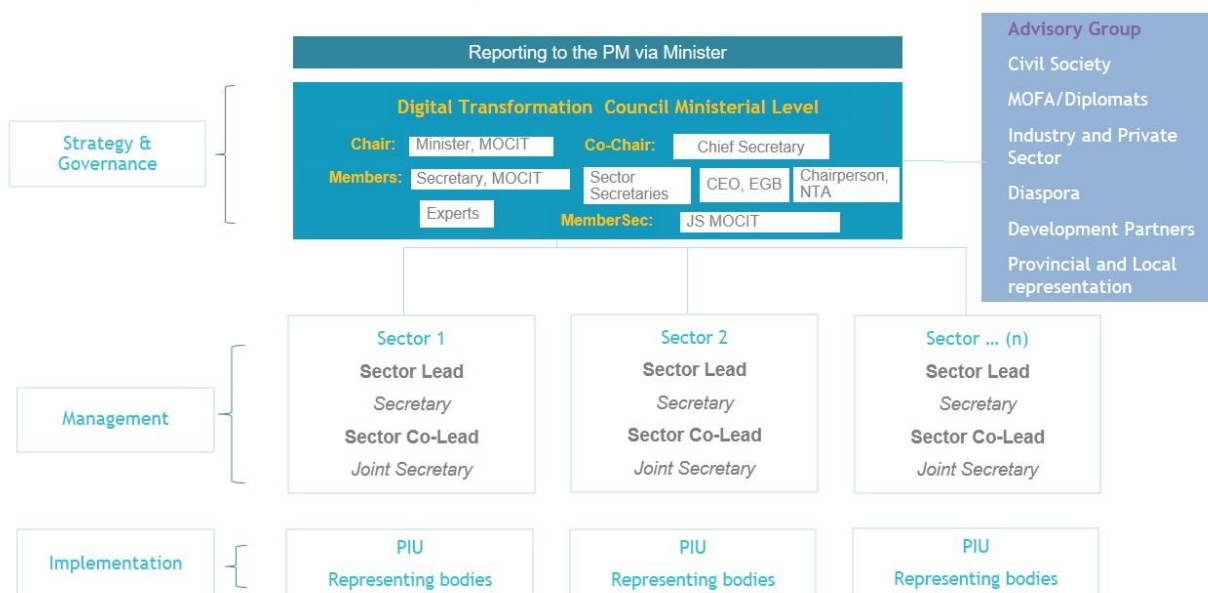 Reporting to the PM via Minister
Digital Transformation Council Ministerial Level
Chair: Minister, MOCIT Co-Chair: Chief Secretary
Members: Secretary, MOCIT Sector Secretaries CEO, EGB Chairperson, NTA
Experts MemberSec: JS MOCIT
Advisory Group
Civil Society
MOFA/Diplomats
Industry and Private
Sector
Diaspora
Development Partners
Provincial and Local
representation
Strategy &
Governance
Management
Sector 1
Sector Lead
Secretary
Sector Co-Lead
Joint Secretary
Sector 2
Sector Lead
Secretary
Sector Co-Lead
Joint Secretary
Sector ... (n)
Sector Lead
Secretary
Sector Co-Lead
Joint Secretary
Implementation
PIU
Representing bodies
PIU
Representing bodies
PIU
Representing bodies